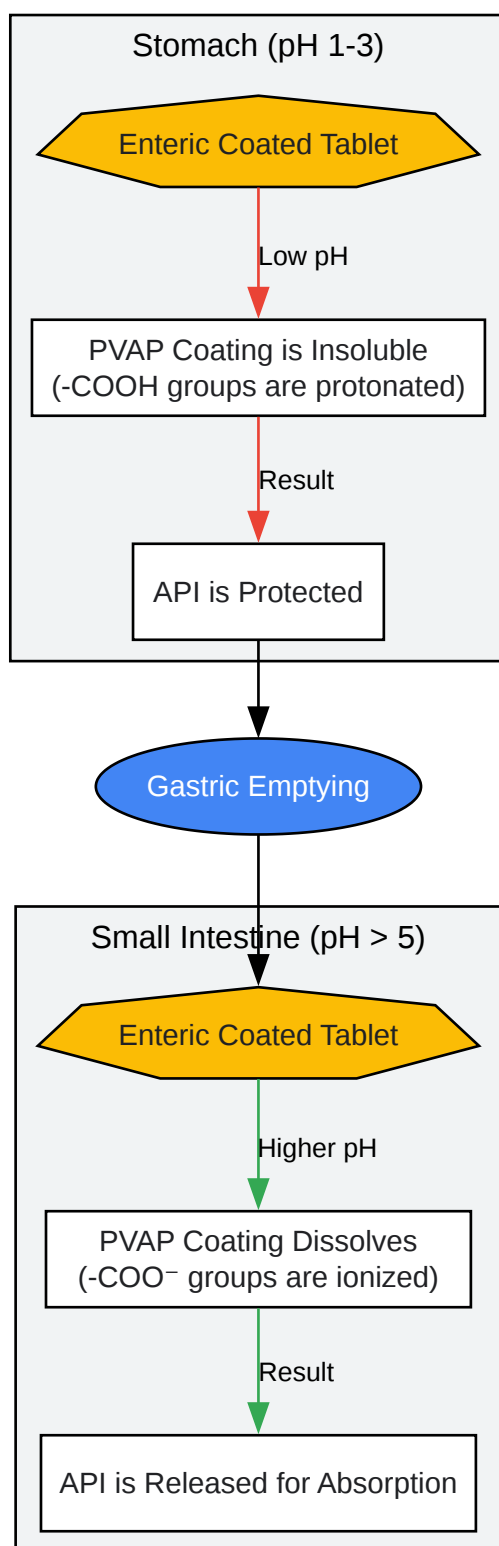 Stomach (pH 1-3)
Enteric Coated Tablet
Low pH
PVAP Coating is Insoluble
(-COOH groups are protonated)
Result
API is Protected
Gastric Emptying
Small Intestine (pH > 5)
Enteric Coated Tablet
Higher pH
PVAP Coating Dissolves
(-COO⁻ groups are ionized)
Result
API is Released for Absorption